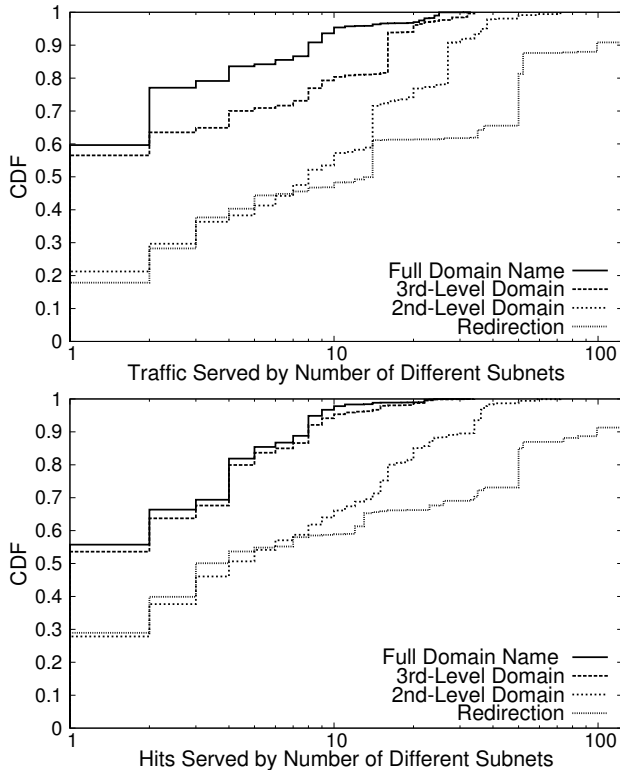 1
0.9
0.8
0.7
0.6
0.5
0.4
0.3
0.2
0.1
0
CDF
Full Domain Name
3rd-Level Domain
2nd-Level Domain
Redirection
1 10 100
Traffic Served by Number of Different Subnets
1
0.9
0.8
0.7
0.6
0.5
0.4
0.3
0.2
0.1
0
CDF
Full Domain Name
3rd-Level Domain
2nd-Level Domain
Redirection
1 10 100
Hits Served by Number of Different Subnets